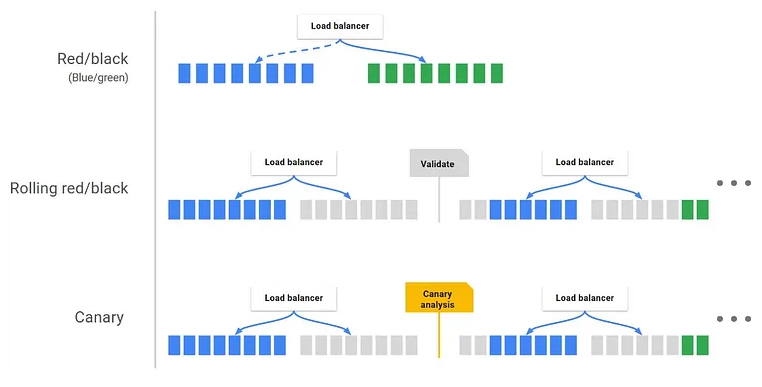 Load balancer
Red/black
(Blue/green)
Load balancer
Validate
Load balancer
Rolling red/black
Load balancer
Canary
analysis
Load balancer
Canary